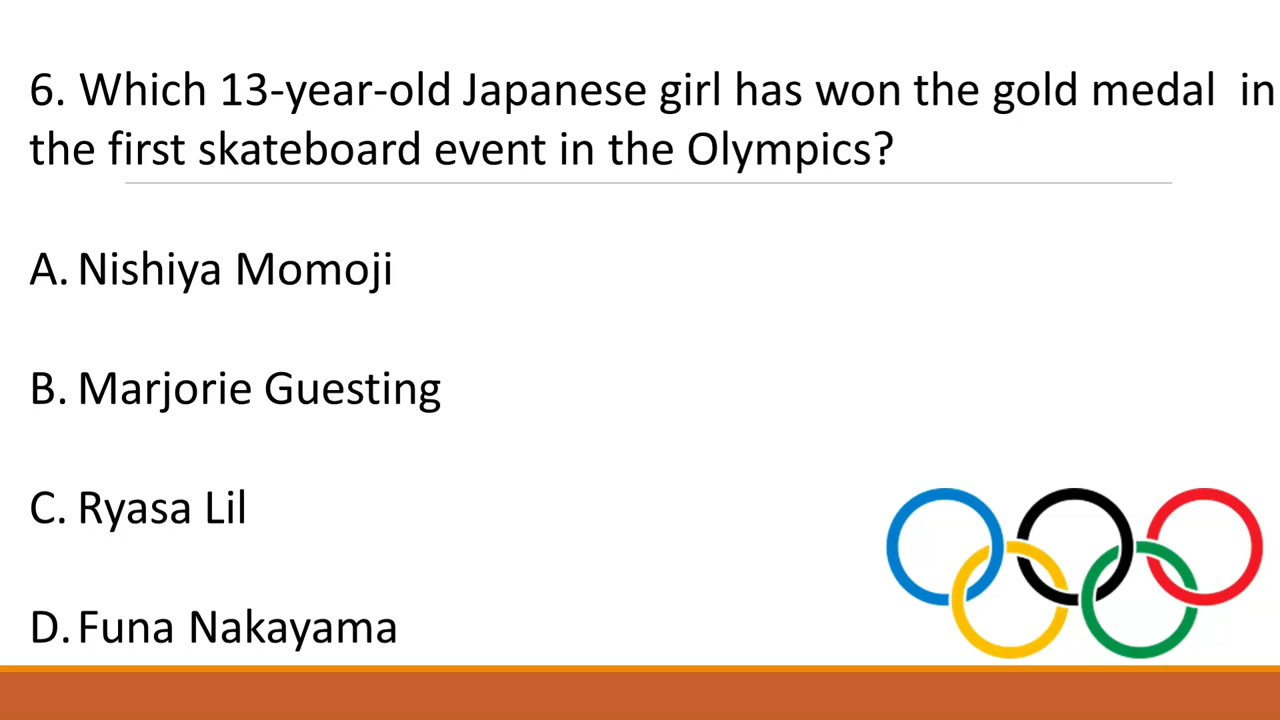 6. Which 13-year-old Japanese girl has won the gold medal  in
the first skateboard event in the Olympics?
A. Nishiya Momoji
B. Marjorie Guesting
C. Ryasa Lil
D. Funa Nakayama